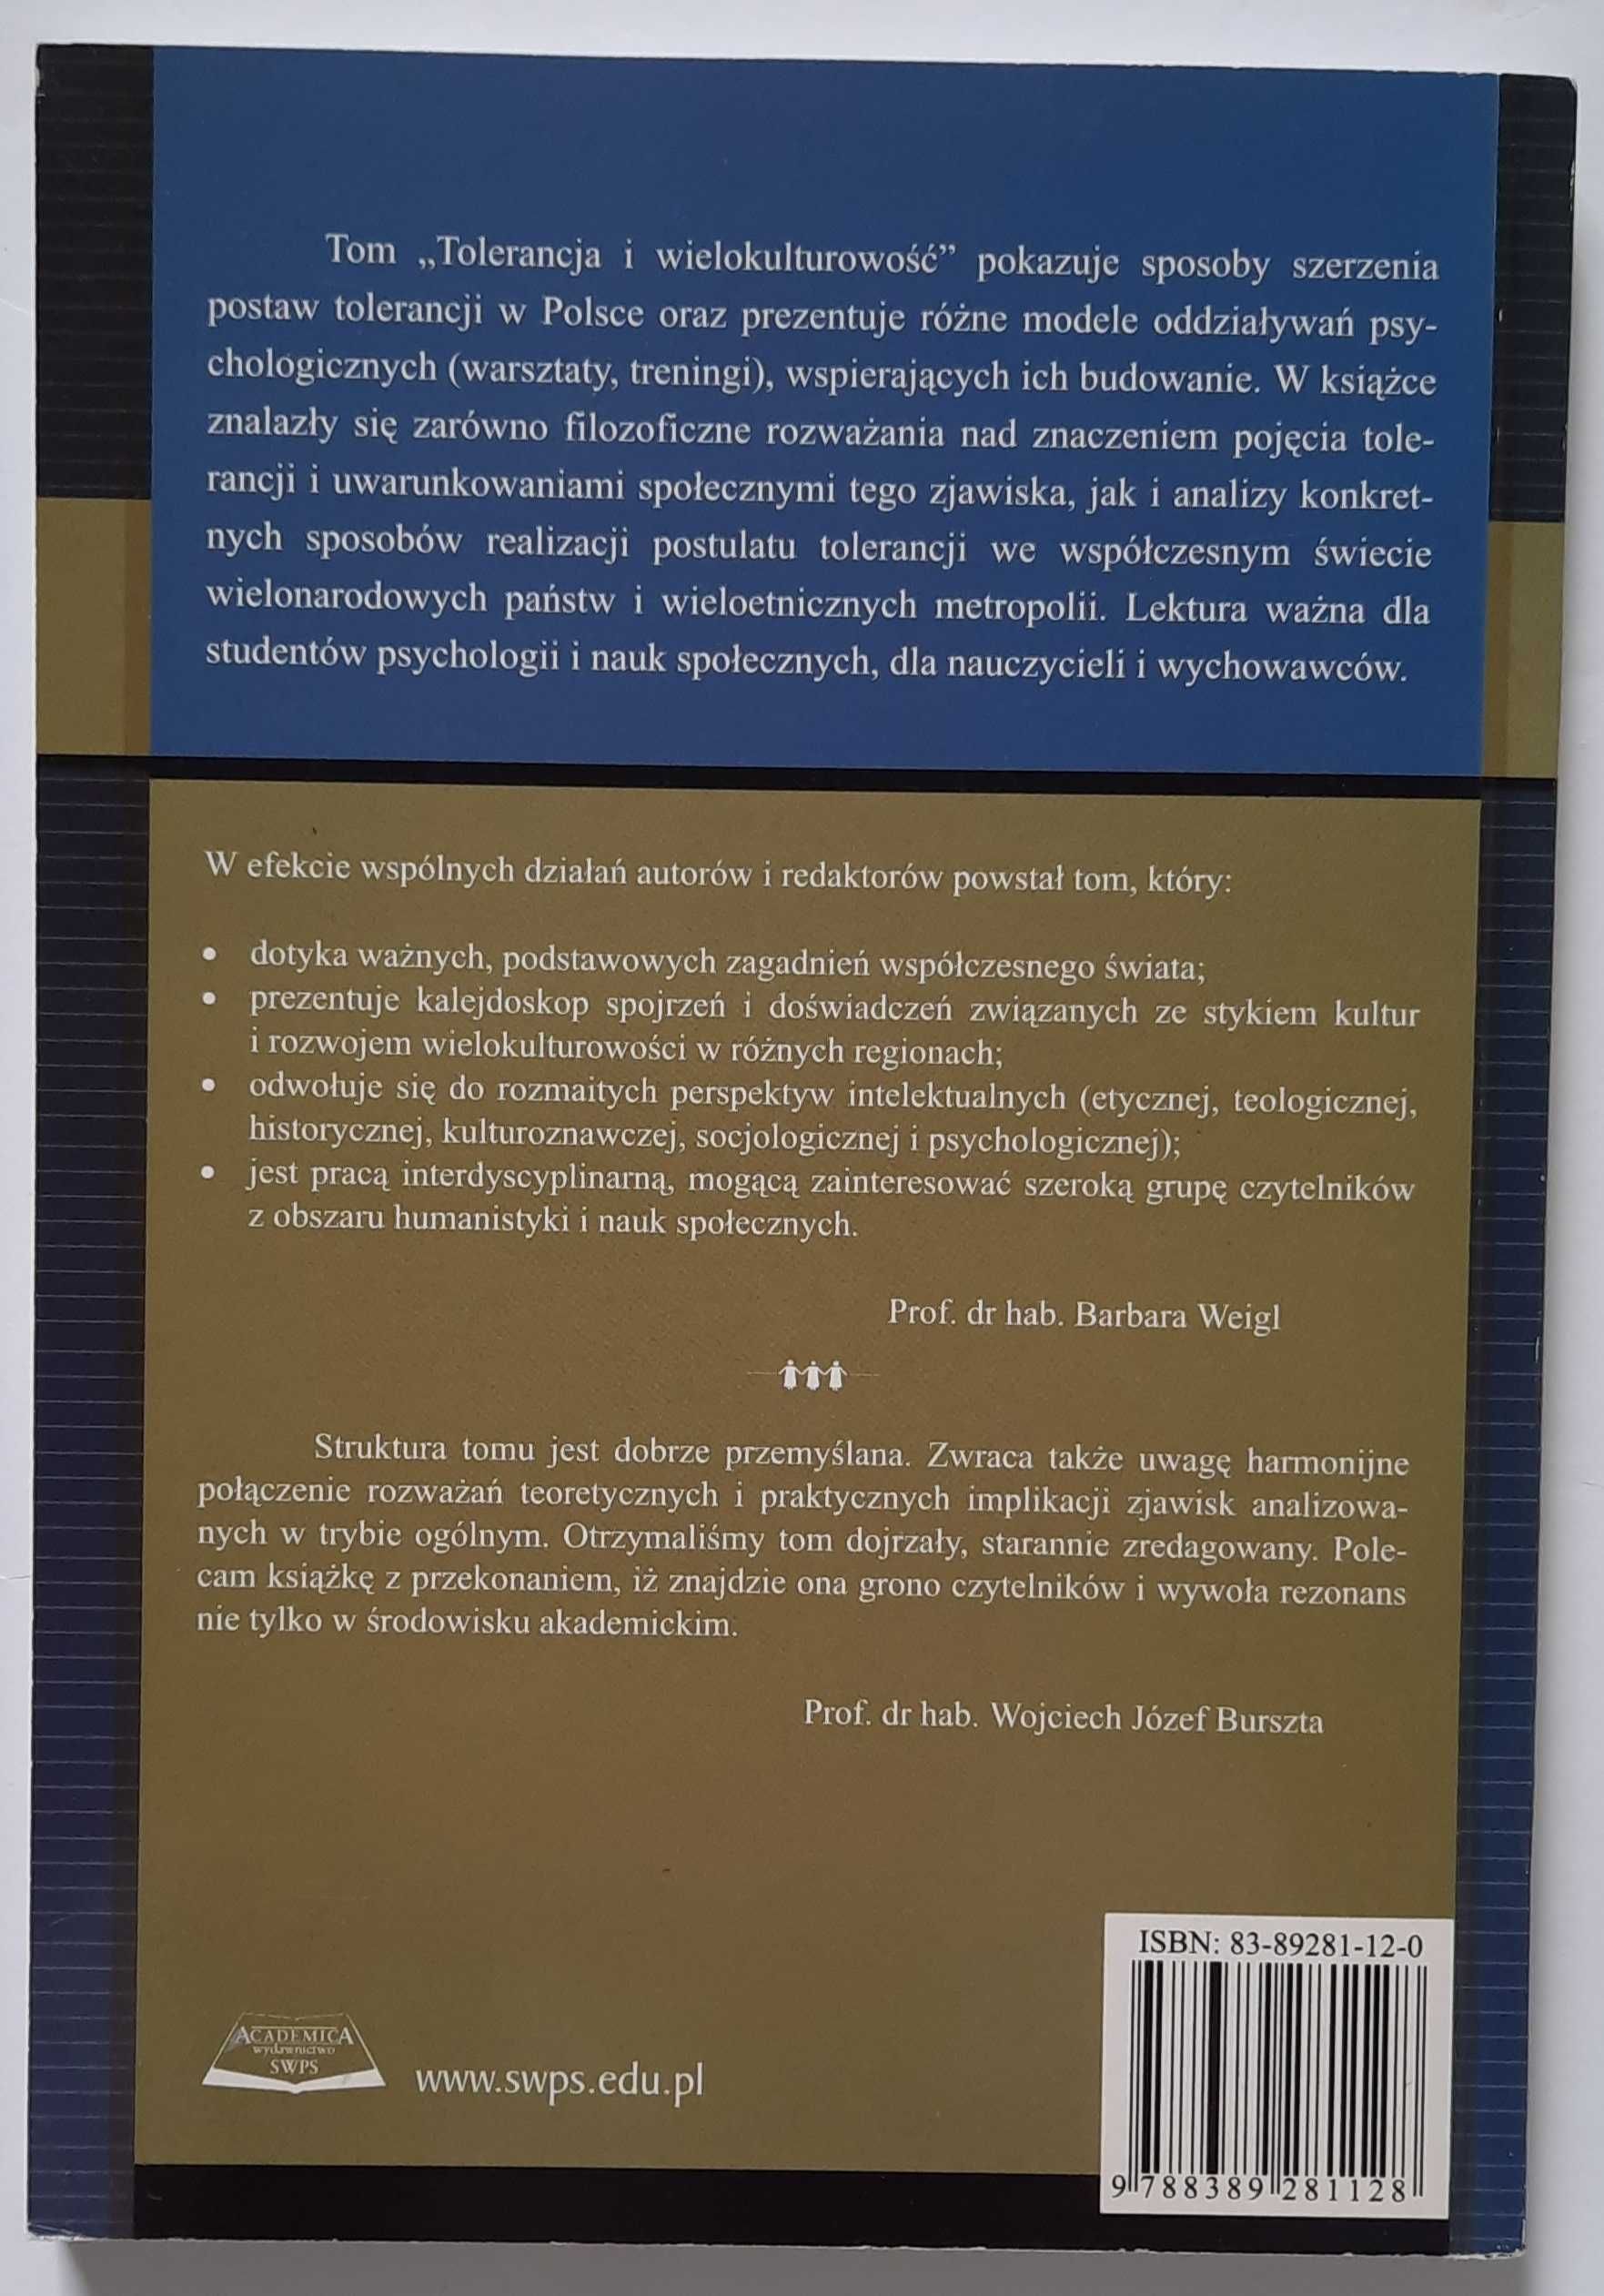 Tom „Tolerancja i wielokulturowość” pokazuje sposoby szerzenia
postaw tolerancji w Polsce oraz prezentuje różne modele oddziaływań psy-
chologicznych (warsztaty, treningi), wspierających ich budowanie. W książce
znalazły się zarówno filozoficzne rozważania nad znaczeniem pojęcia tole-
rancji i uwarunkowaniami społecznymi tego zjawiska, jak i analizy konkret-
nych sposobów realizacji postulatu tolerancji we współczesnym świecie
wielonarodowych państw i wieloetnicznych metropolii. Lektura ważna dla
studentów psychologii i nauk społecznych, dla nauczycieli i wychowawców.
W efekcie wspólnych działań autorów i redaktorów powstał tom, który:
• dotyka ważnych, podstawowych zagadnień współczesnego świata;
• prezentuje kalejdoskop spojrzeń i doświadczeń związanych ze stykiem kultur
i rozwojem wielokulturowości w różnych regionach;
• odwołuje się do rozmaitych perspektyw intelektualnych (etycznej, teologicznej,
historycznej, kulturoznawczej, socjologicznej i psychologicznej);
• jest pracą interdyscyplinarną, mogącą zainteresować szeroką grupę czytelników
z obszaru humanistyki i nauk społecznych.
Prof. dr hab. Barbara Weigl
Struktura tomu jest dobrze przemyślana. Zwraca także uwagę harmonijne
połączenie rozważań teoretycznych i praktycznych implikacji zjawisk analizowa-
nych w trybie ogólnym. Otrzymaliśmy tom dojrzały, starannie zredagowany. Pole-
cam książkę z przekonaniem, iż znajdzie ona grono czytelników i wywoła rezonans
nie tylko w środowisku akademickim.
Prof. dr hab. Wojciech Józef Burszta
ISBN: 83-89281-12-0
ACADEMICA
wydawnictwo
SWPS
www.swps.edu.pl
9 788389 281128